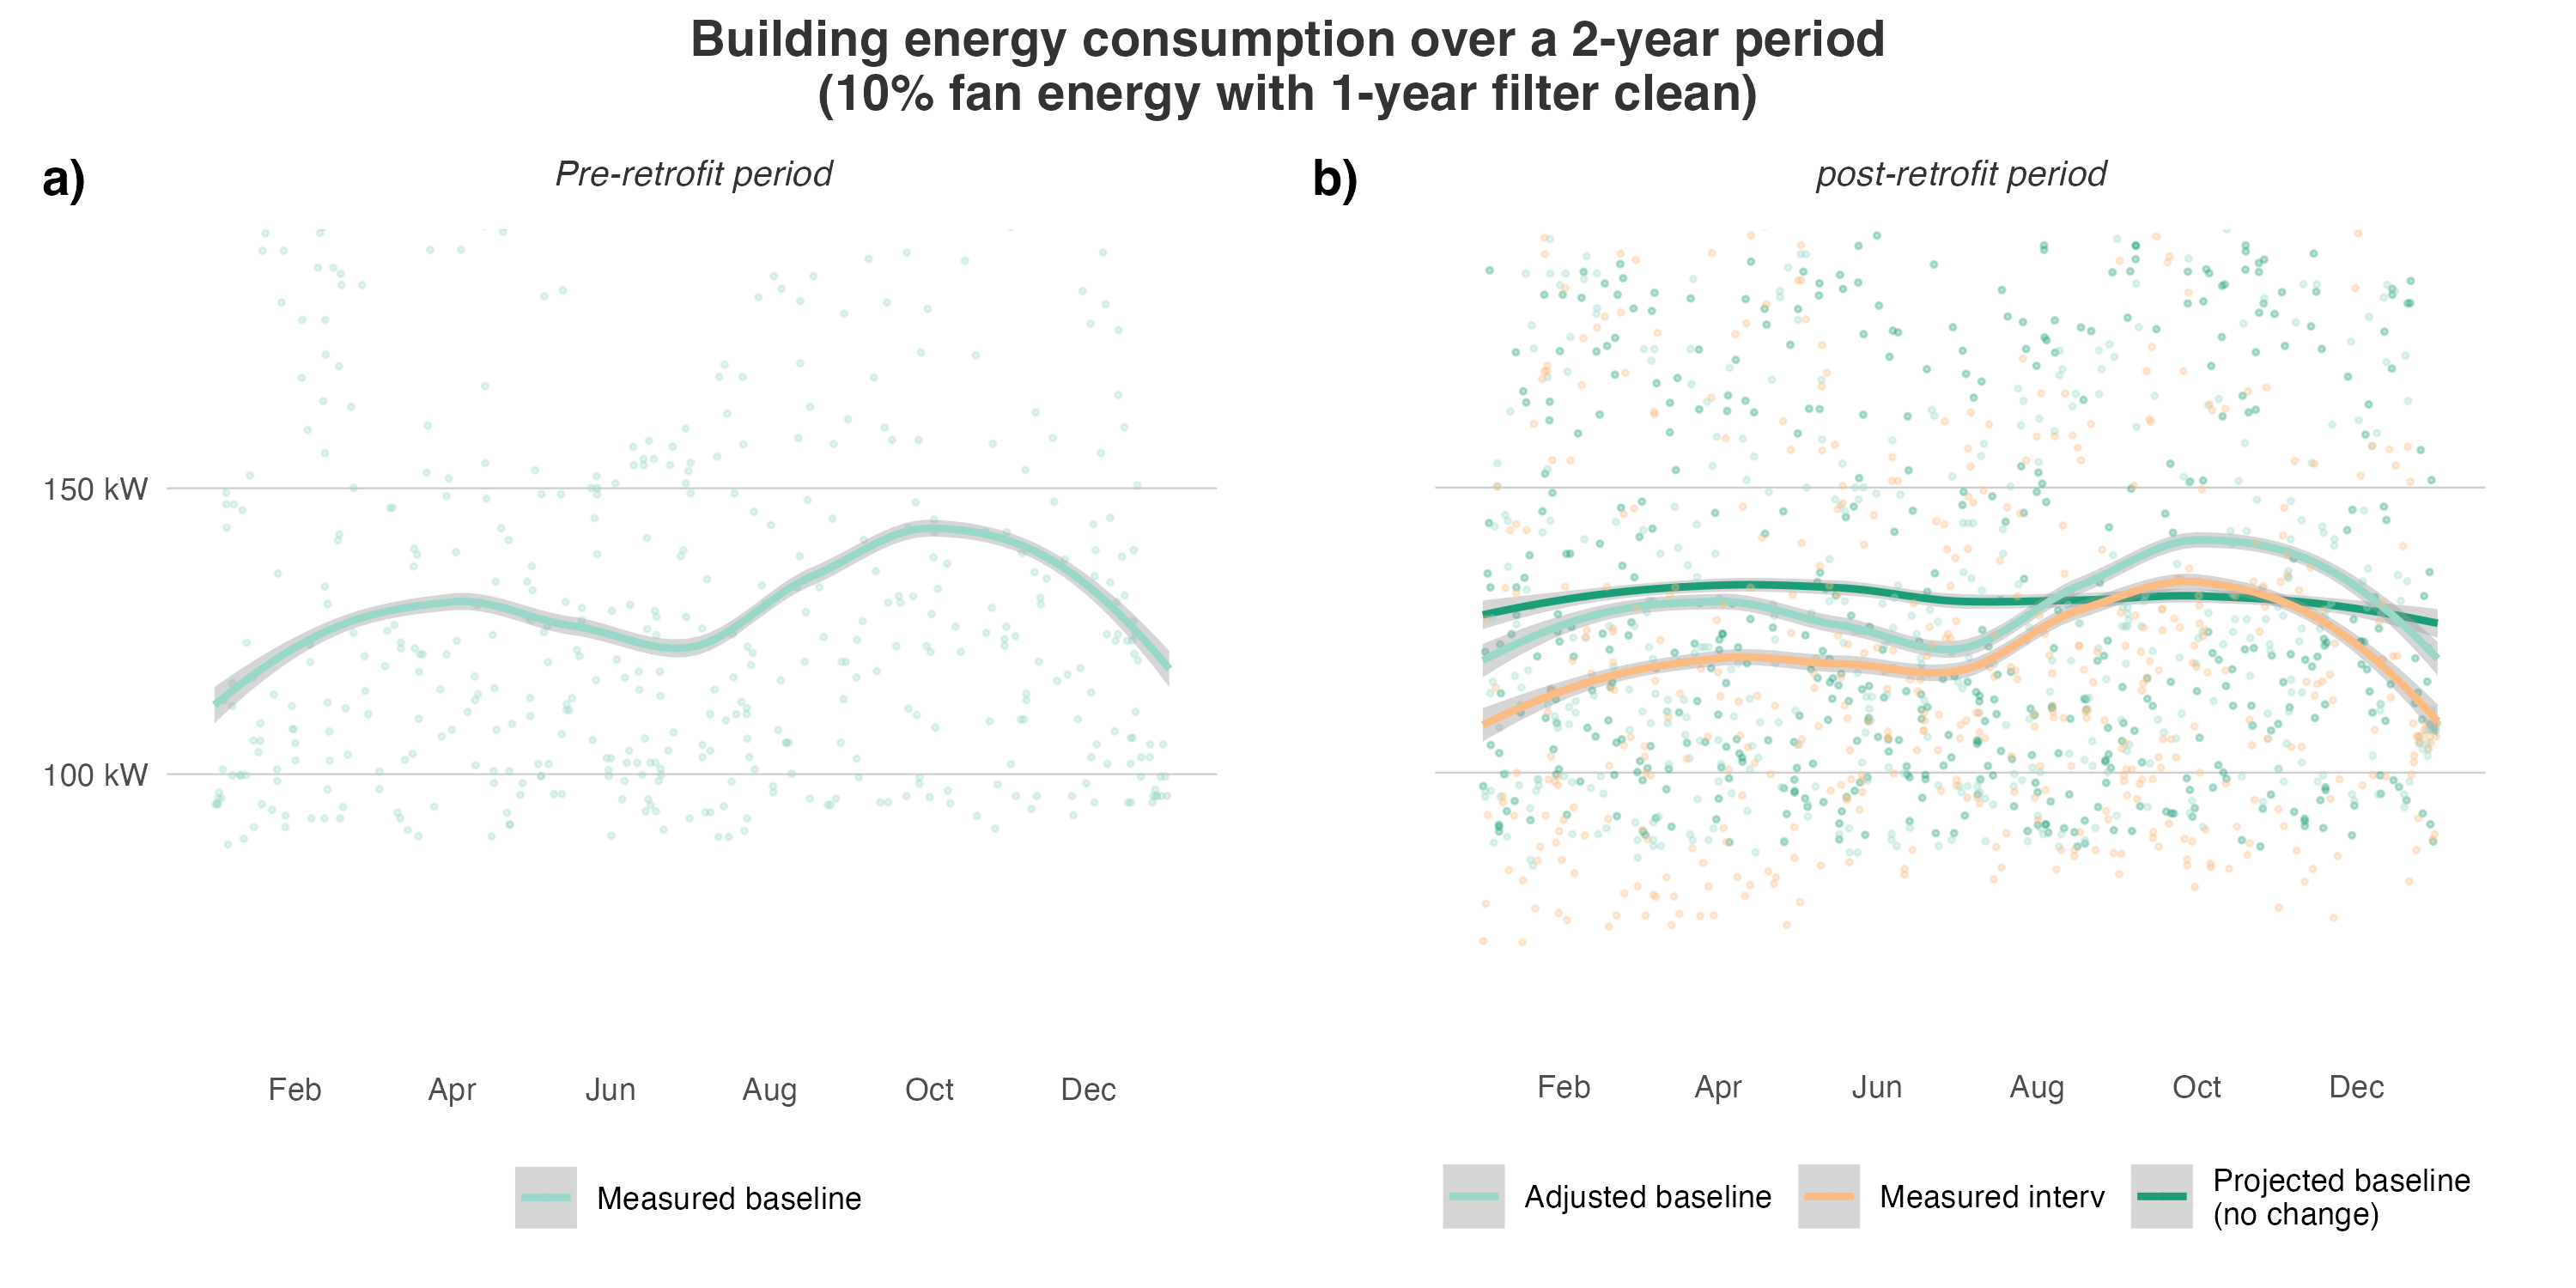 Building energy consumption over a 2-year period
(10% fan energy with 1-year filter clean)
a)
Pre-retrofit period
150 kW
100 kW
Feb Apr Jun Aug Oct Dec
Measured baseline
b)
post-retrofit period
Feb Apr Jun Aug Oct Dec
Adjusted baseline
Measured interv
Projected baseline
(no change)